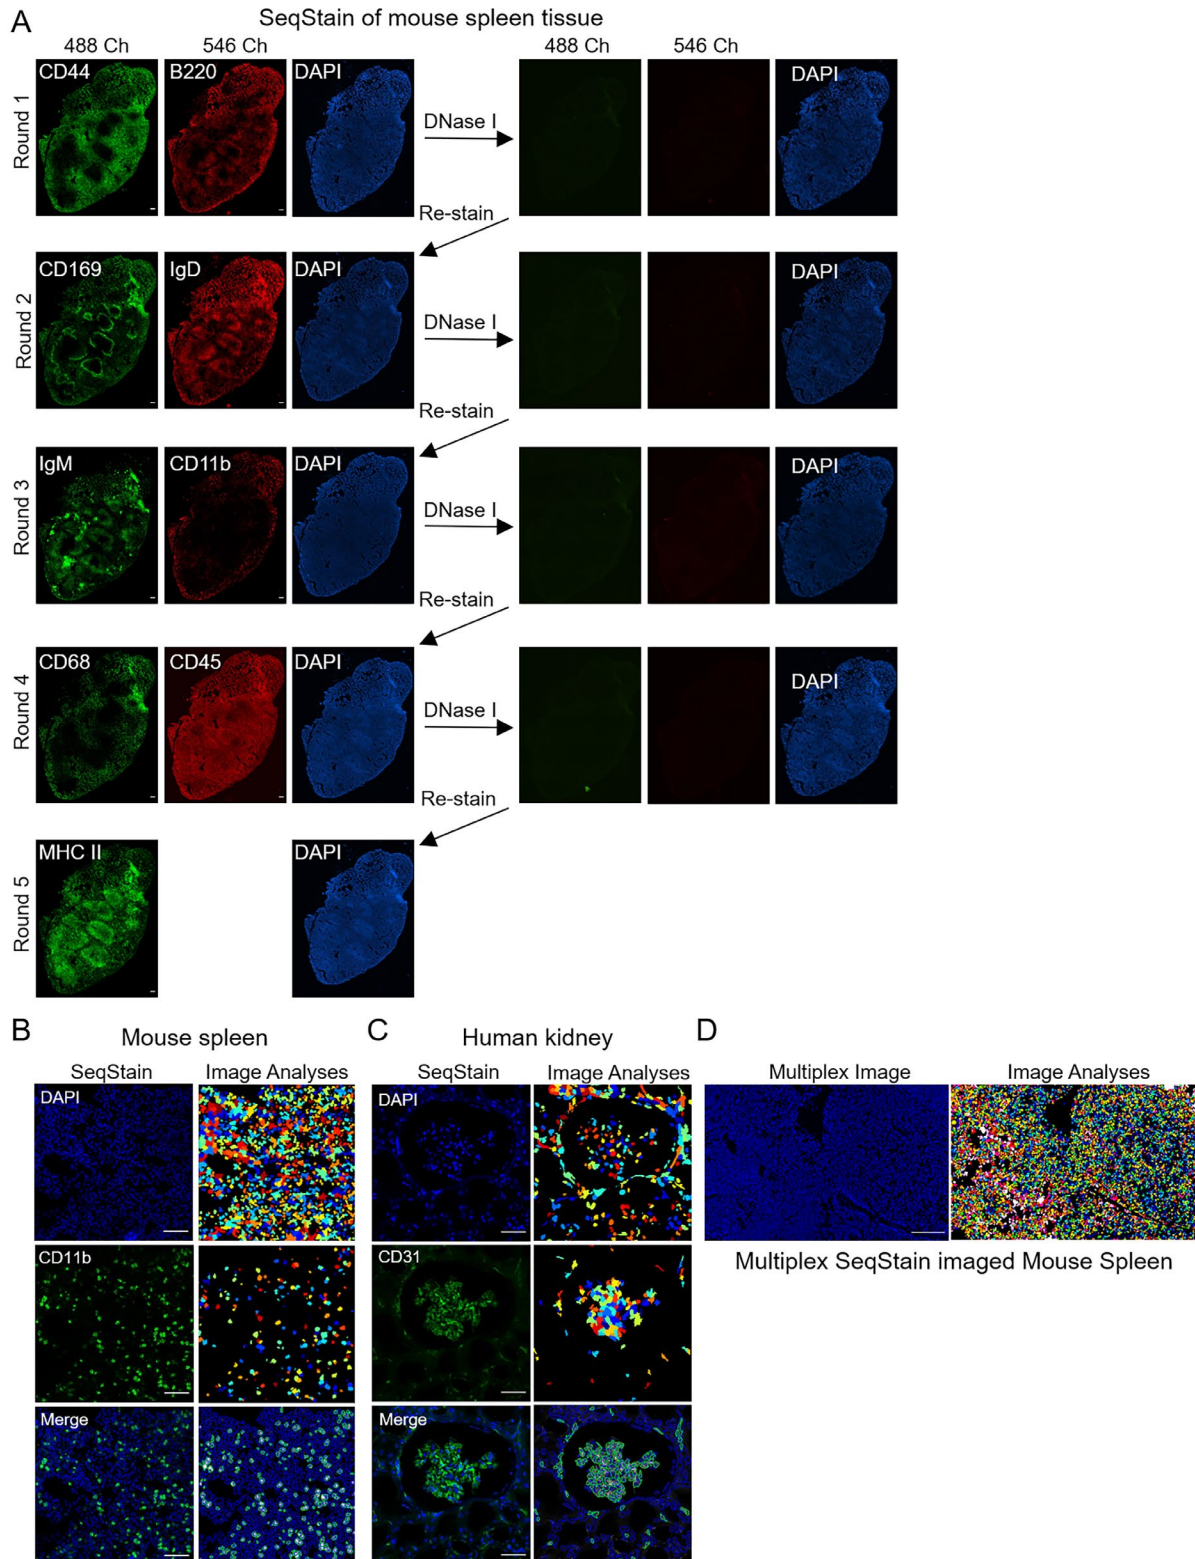 A
SeqStain of mouse spleen tissue
488 Ch 546 Ch 488 Ch 546 Ch
Round 1
CD44 B220 DAPI DNase I DAPI
Re-stain
Round 2
CD169 IgD DAPI DNase I DAPI
Re-stain
Round 3
IgM CD11b DAPI DNase I DAPI
Re-stain
Round 4
CD68 CD45 DAPI DNase I DAPI
Re-stain
Round 5
MHC II DAPI
B Mouse spleen
SeqStain Image Analyses
DAPI
CD11b
Merge
C Human kidney
SeqStain Image Analyses
DAPI
CD31
Merge
D
Multiplex Image Image Analyses
Multiplex SeqStain imaged Mouse Spleen